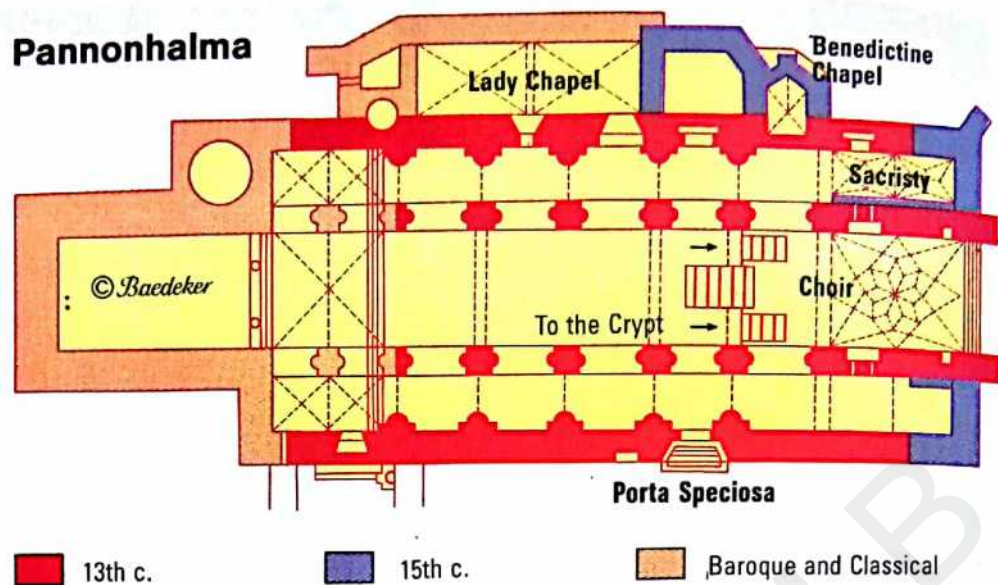 Pannonhalma
Lady Chapel
Benedictine
Chapel
Sacristy
© Baedeker
Choir
To the Crypt
Porta Speciosa
13th c.
15th c.
Baroque and Classical